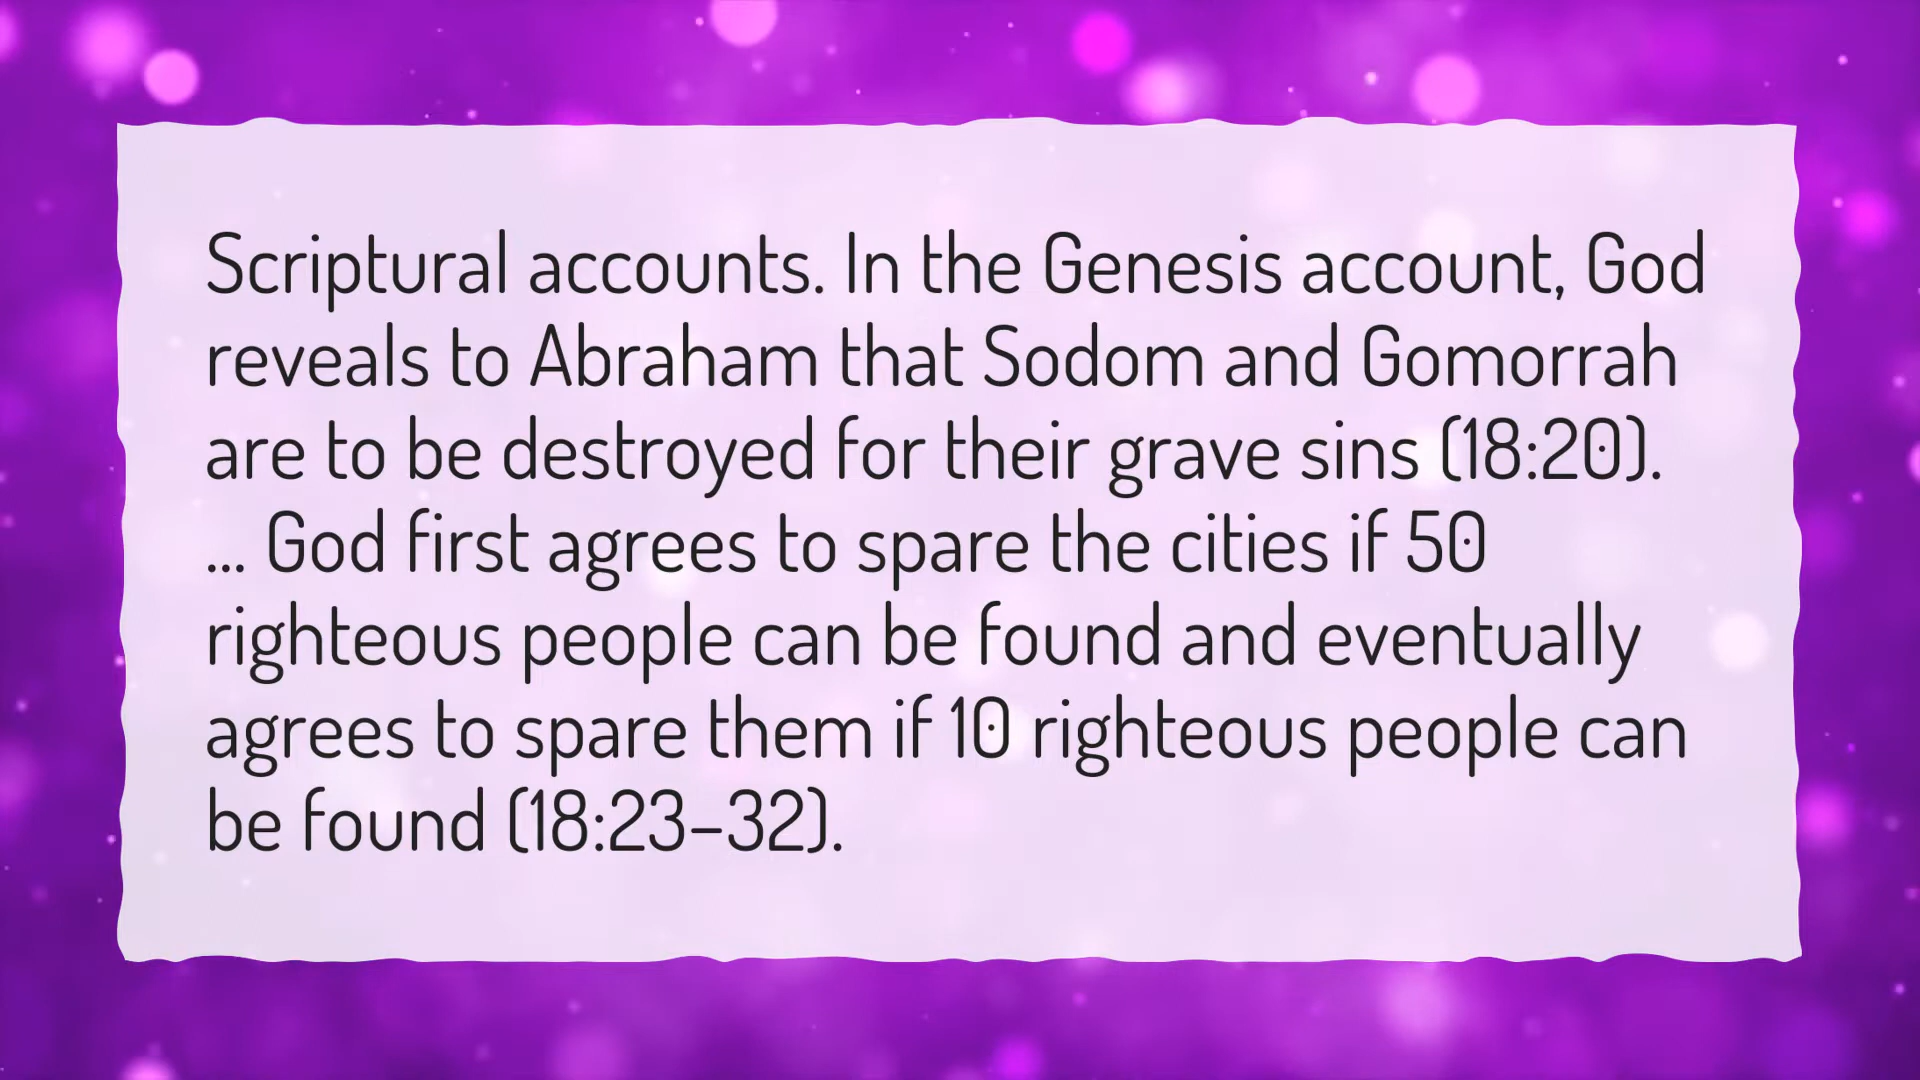 Scriptural accounts. In the Genesis account, God
reveals to Abraham that Sodom and Gomorrah
are to be destroyed for their grave sins (18:20).
... God first agrees to spare the cities if 50
righteous people can be found and eventually
agrees to spare them if 10 righteous people can
be found (18:23–32).